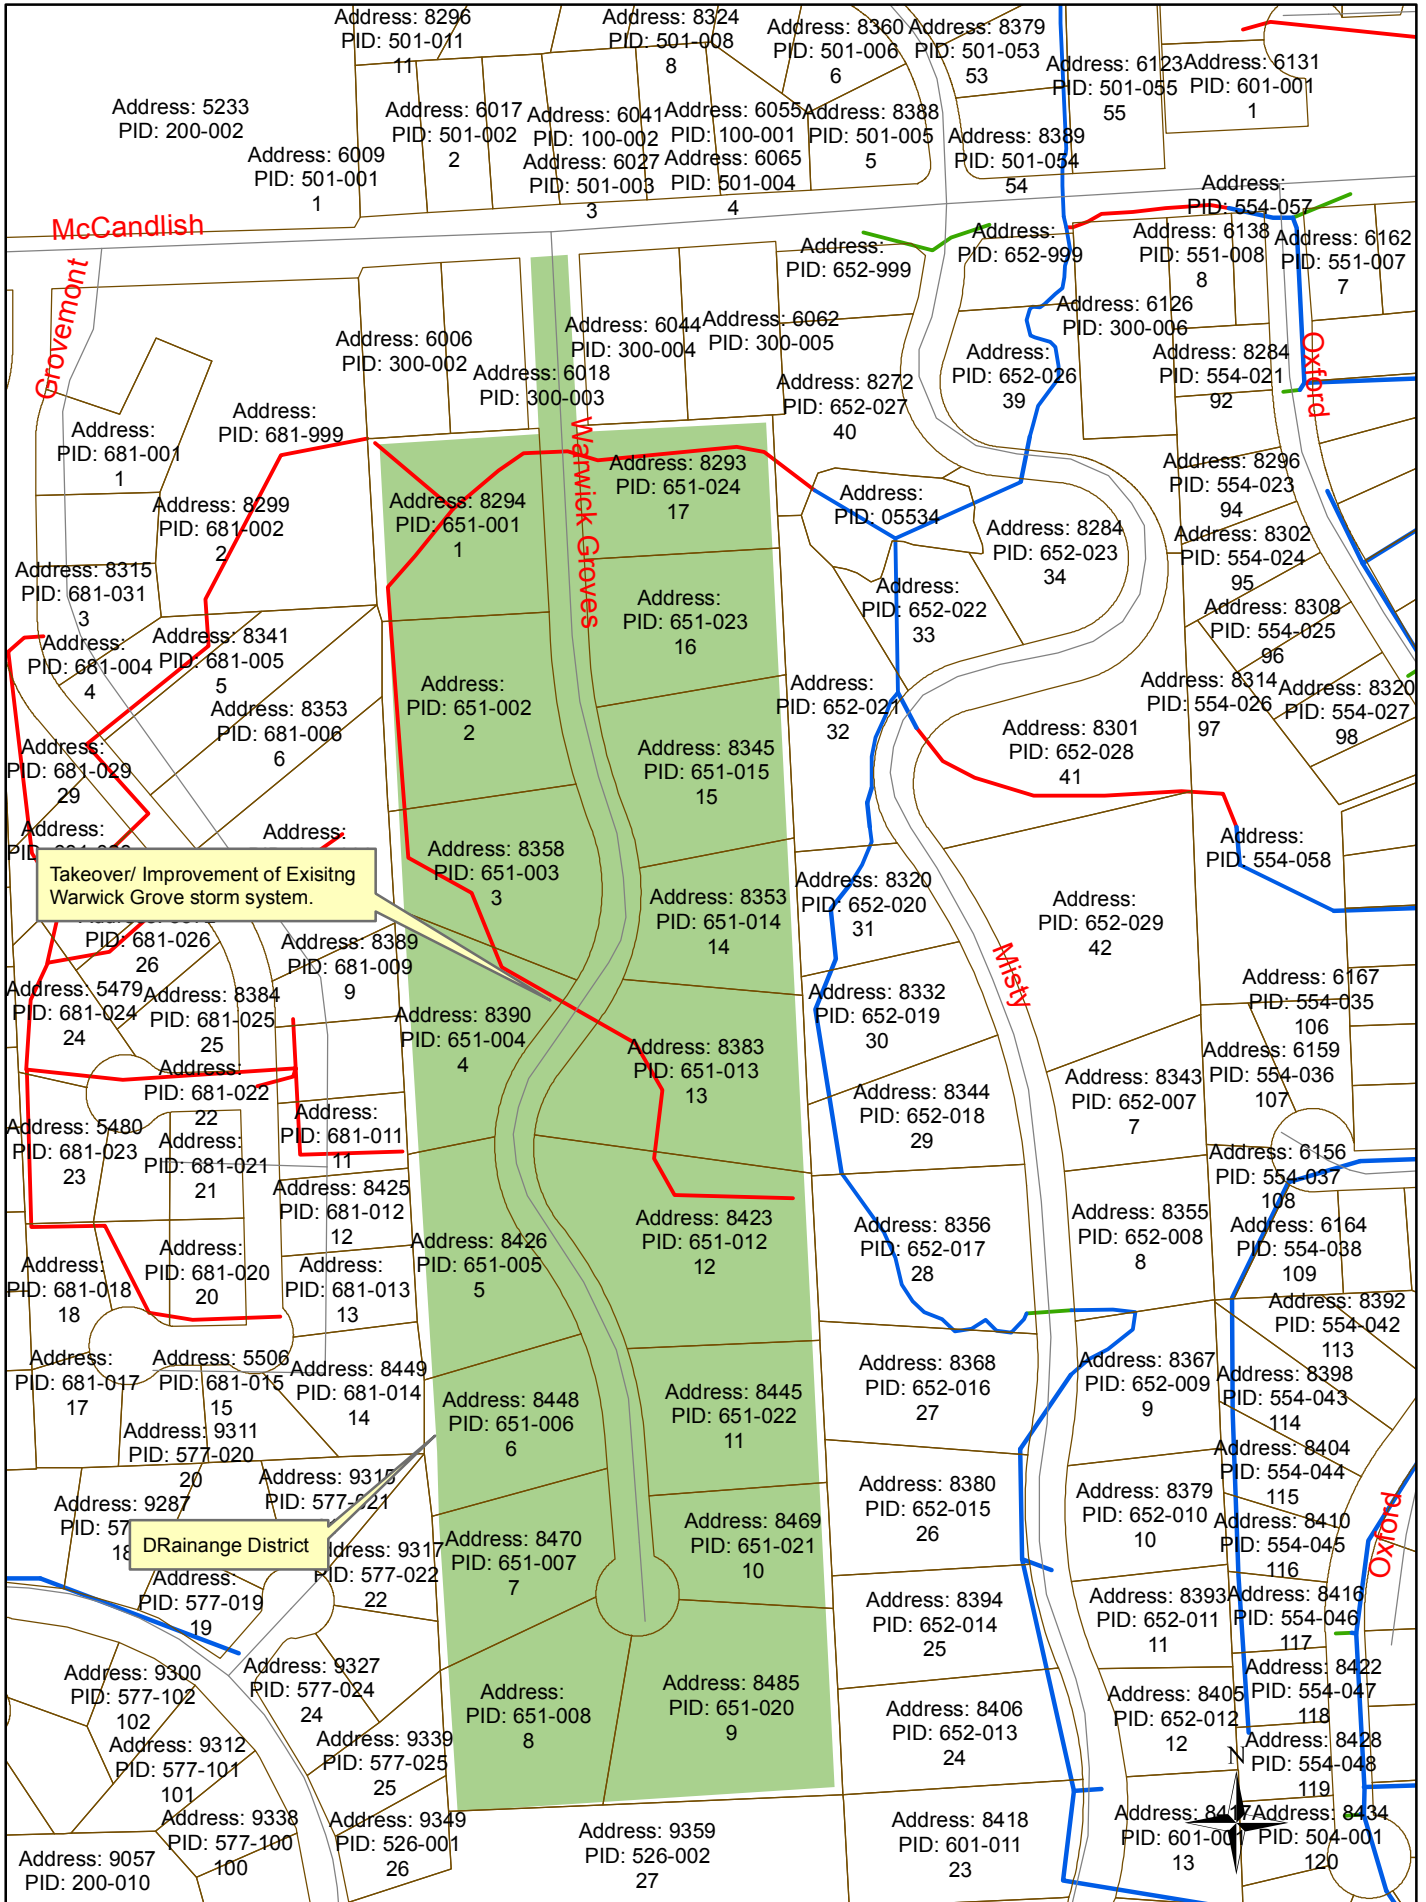 Address: 8296
PID: 501-011
11
Address: 8324
PID: 501-008
8
Address: 8360
PID: 501-006
6
Address: 8379
PID: 501-053
53
Address: 6123
PID: 501-055
55
Address: 6131
PID: 601-001
1
Address: 5233
PID: 200-002
Address: 6009
PID: 501-001
1
Address: 6017
PID: 501-002
2
Address: 6041
PID: 100-002
Address: 6027
PID: 501-003
3
Address: 6055
PID: 100-001
Address: 6065
PID: 501-004
4
Address: 8388
PID: 501-005
5
Address: 8389
PID: 501-054
54
Address:
PID: 554-057
McCandlish
Grovemont
Address:
PID: 652-999
Address:
PID: 652-999
Address: 6138
PID: 551-008
8
Address: 6162
PID: 551-007
7
Address: 6006
PID: 300-002
Address: 6018
PID: 300-003
Address: 6044
PID: 300-004
Address: 6062
PID: 300-005
Address: 6126
PID: 300-006
Address: 8272
PID: 652-027
40
Address:
PID: 652-026
39
Address: 8284
PID: 554-021
92
Oxford
Address:
PID: 681-001
1
Address:
PID: 681-999
Warwick Groves
Address: 8299
PID: 681-002
2
Address: 8294
PID: 651-001
1
Address: 8293
PID: 651-024
17
Address:
PID: 05534
Address: 8284
PID: 652-023
34
Address: 8296
PID: 554-023
94
Address: 8302
PID: 554-024
95
Address: 8315
PID: 681-031
3
Address:
PID: 651-023
16
Address:
PID: 652-022
33
Address: 8308
PID: 554-025
96
Address:
PID: 681-004
4
Address: 8341
PID: 681-005
5
Address: 8353
PID: 681-006
6
Address:
PID: 651-002
2
Address:
PID: 652-021
32
Address: 8314
PID: 554-026
97
Address: 8320
PID: 554-027
98
Address:
PID: 681-029
29
Address: 8345
PID: 651-015
15
Address: 8301
PID: 652-028
41
Address:
Address:
Address: 8358
PID: 651-003
3
Address:
PID: 554-058
Takeover/ Improvement of Exisitng
Warwick Grove storm system.
Address: 8353
PID: 651-014
14
Address: 8320
PID: 652-020
31
Address:
PID: 652-029
42
PID: 681-026
26
Address: 8389
PID: 681-009
9
Misty
Address: 5479
PID: 681-024
24
Address: 8384
PID: 681-025
25
Address: 8390
PID: 651-004
4
Address: 8332
PID: 652-019
30
Address: 6167
PID: 554-035
106
Address:
PID: 681-022
22
Address: 8383
PID: 651-013
13
Address: 8344
PID: 652-018
29
Address: 8343
PID: 652-007
7
Address: 6159
PID: 554-036
107
Address: 5480
PID: 681-023
23
Address:
PID: 681-021
21
Address:
PID: 681-011
11
Address: 8425
PID: 681-012
12
Address: 6156
PID: 554-037
108
Address: 8426
PID: 651-005
5
Address: 8423
PID: 651-012
12
Address: 8356
PID: 652-017
28
Address: 8355
PID: 652-008
8
Address: 6164
PID: 554-038
109
Address:
PID: 681-018
18
Address:
PID: 681-020
20
Address:
PID: 681-013
13
Address: 8392
PID: 554-042
113
Address:
PID: 681-017
17
Address: 5506
PID: 681-015
15
Address: 8449
PID: 681-014
14
Address: 8448
PID: 651-006
6
Address: 8445
PID: 651-022
11
Address: 8368
PID: 652-016
27
Address: 8367
PID: 652-009
9
Address: 8398
PID: 554-043
114
Address: 9311
PID: 577-020
20
Address: 9315
PID: 577-021
Address: 8404
PID: 554-044
115
Address: 9287
Address: 8380
PID: 652-015
26
Address: 8379
PID: 652-010
10
Address: 8410
PID: 554-045
116
Oxford
DRainange District
Address: 9317
PID: 577-022
22
Address: 8470
PID: 651-007
7
Address: 8469
PID: 651-021
10
Address:
PID: 577-019
19
Address: 8394
PID: 652-014
25
Address: 8393
PID: 652-011
11
Address: 8416
PID: 554-046
117
Address: 9300
PID: 577-102
102
Address: 9327
PID: 577-024
24
Address:
PID: 651-008
8
Address: 8485
PID: 651-020
9
Address: 8406
PID: 652-013
24
Address: 8405
PID: 652-012
12
Address: 8422
PID: 554-047
118
Address: 9312
PID: 577-101
101
Address: 9339
PID: 577-025
25
Address: 8428
PID: 554-048
119
N
Address: 9338
PID: 577-100
100
Address: 9349
PID: 526-001
26
Address: 9359
PID: 526-002
27
Address: 8418
PID: 601-011
23
Address: 8417
PID: 601-001
13
Address: 8434
PID: 504-001
120
Address: 9057
PID: 200-010